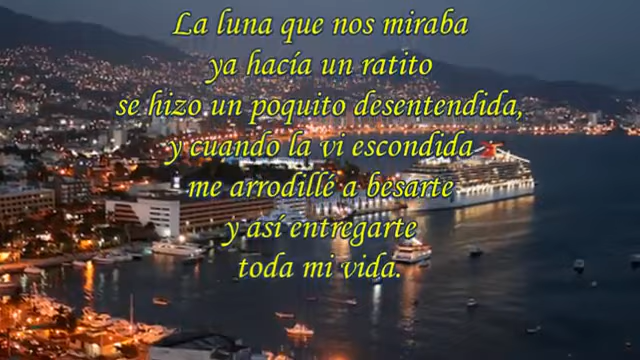 La luna que nos miraba
ya hacía un ratito
se hizo un poquito desentendida,
y cuando la vi escondida
me arrodillé a besarte
y así entregarte
toda mi vida.